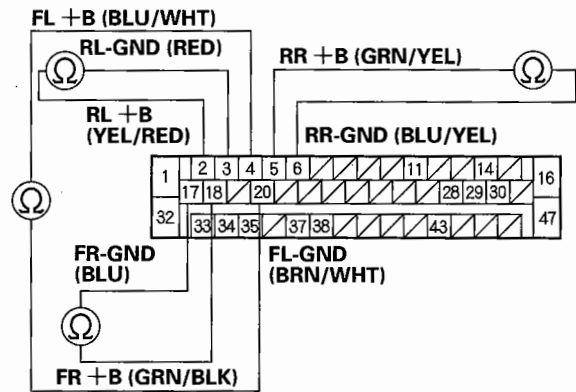 FL +B (BLU/WHT)
RL-GND (RED)
RR +B (GRN/YEL)
Ω
Ω
RL +B
(YEL/RED)
RR-GND (BLU/YEL)
1 2 3 4 5 6 11 14 16
17 18 20 28 29 30
32 33 34 35 37 38 43 47
Ω
FR-GND
(BLU)
FL-GND
(BRN/WHT)
Ω
FR +B (GRN/BLK)